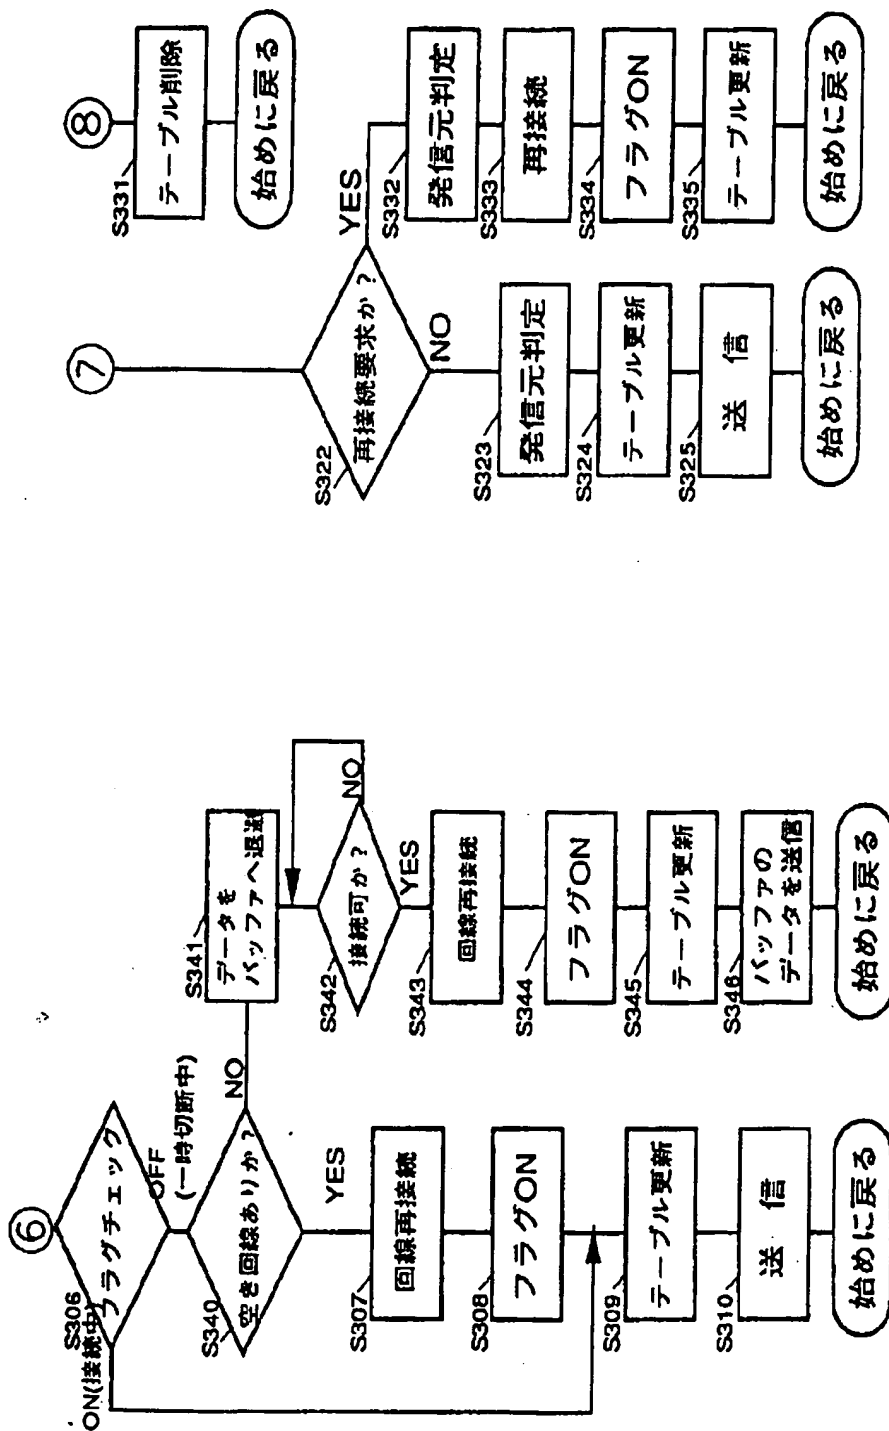 ⑥
S306
フラグチェック
ON(接続中)
OFF
(一時切断中)
S340
空き回線ありか？
NO
YES
S307
回線再接続
S308
フラグON
S309
テーブル更新
S310
送 信
始めに戻る
S341
データを
バッファへ退避
S342
接続可か？
NO
YES
S343
回線再接続
S344
フラグON
S345
テーブル更新
S346
バッファの
データを送信
始めに戻る
⑦
S322
再接続要求か？
YES
NO
S323
発信元判定
S324
テーブル更新
S325
送 信
始めに戻る
⑧
S331
テーブル削除
始めに戻る
S332
発信元判定
S333
再接続
S334
フラグON
S335
テーブル更新
始めに戻る